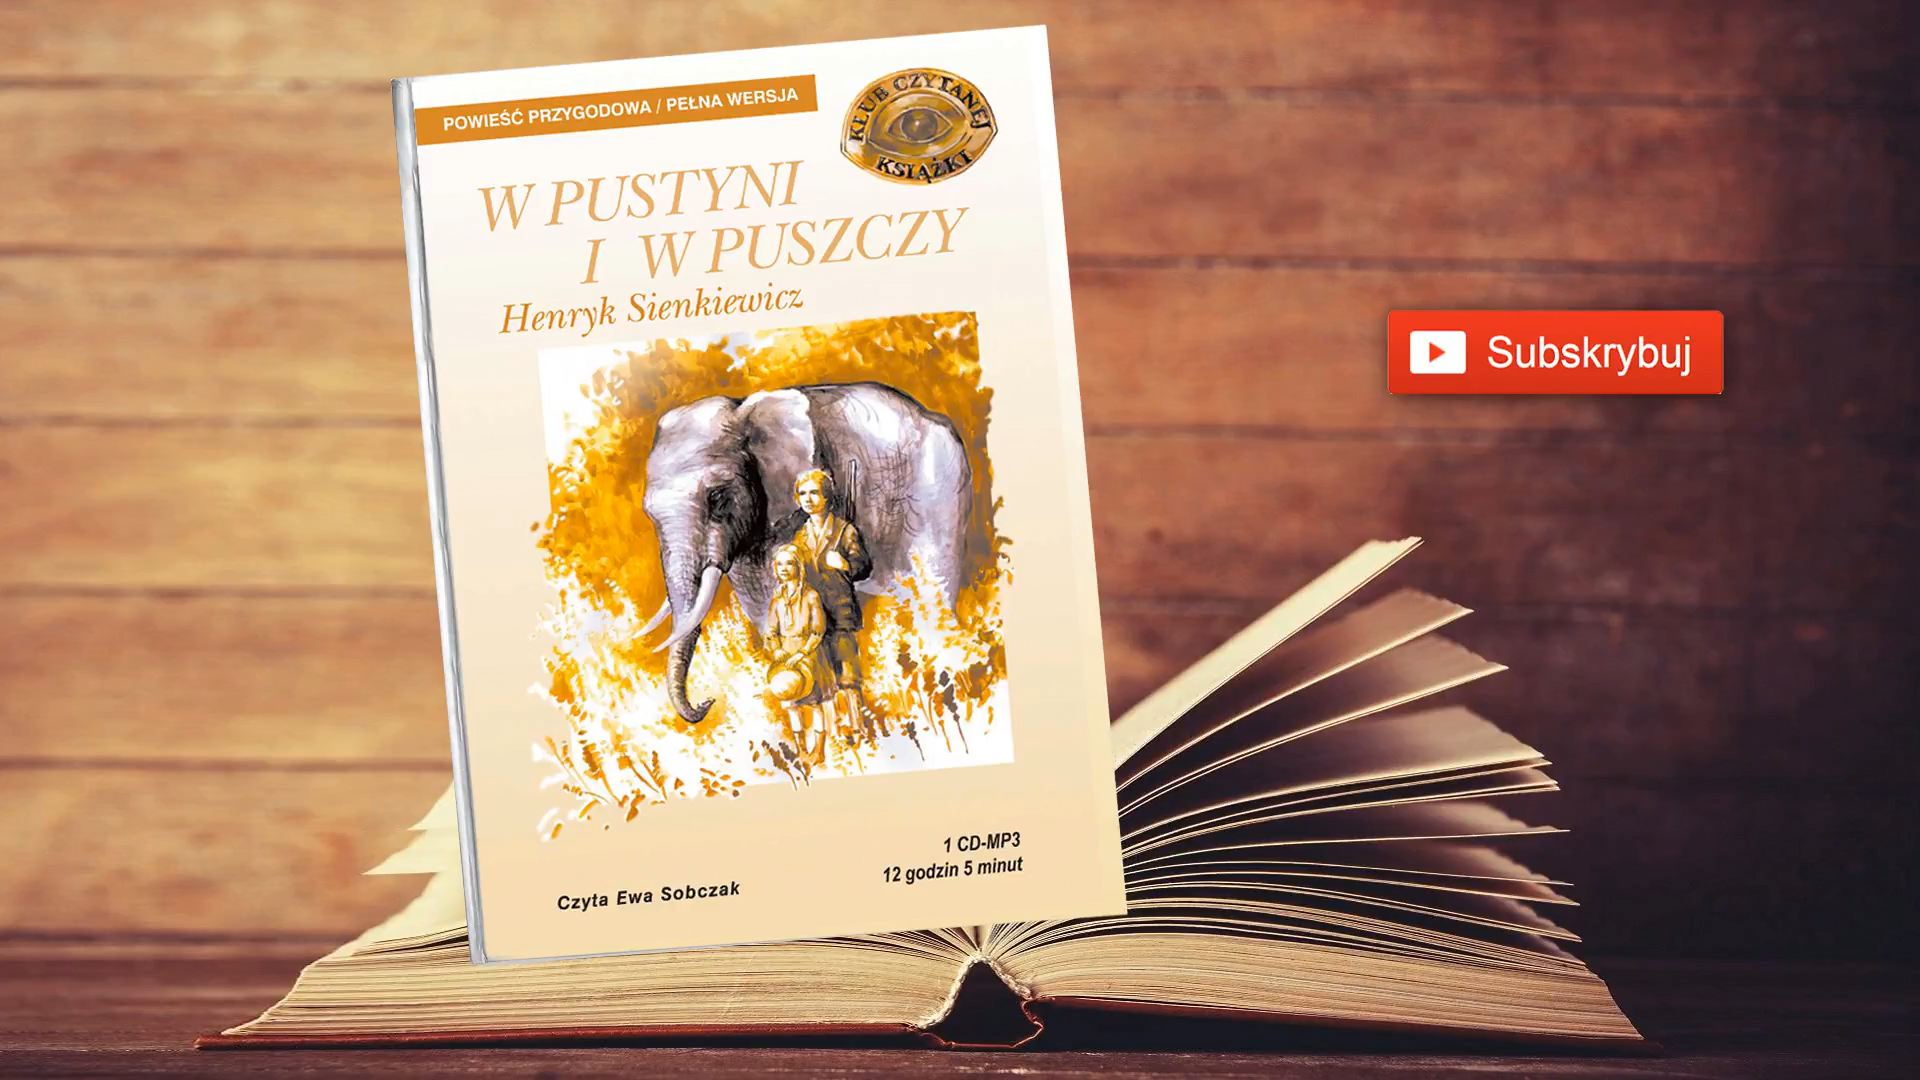 POWIEŚĆ PRZYGODOWA / PEŁNA WERSJA
KLUB CZYTANEJ
KSIĄŻKI
W PUSTYNI
I W PUSZCZY
Henryk Sienkiewicz
Subskrybuj
1 CD-MP3
12 godzin 5 minut
Czyta Ewa Sobczak